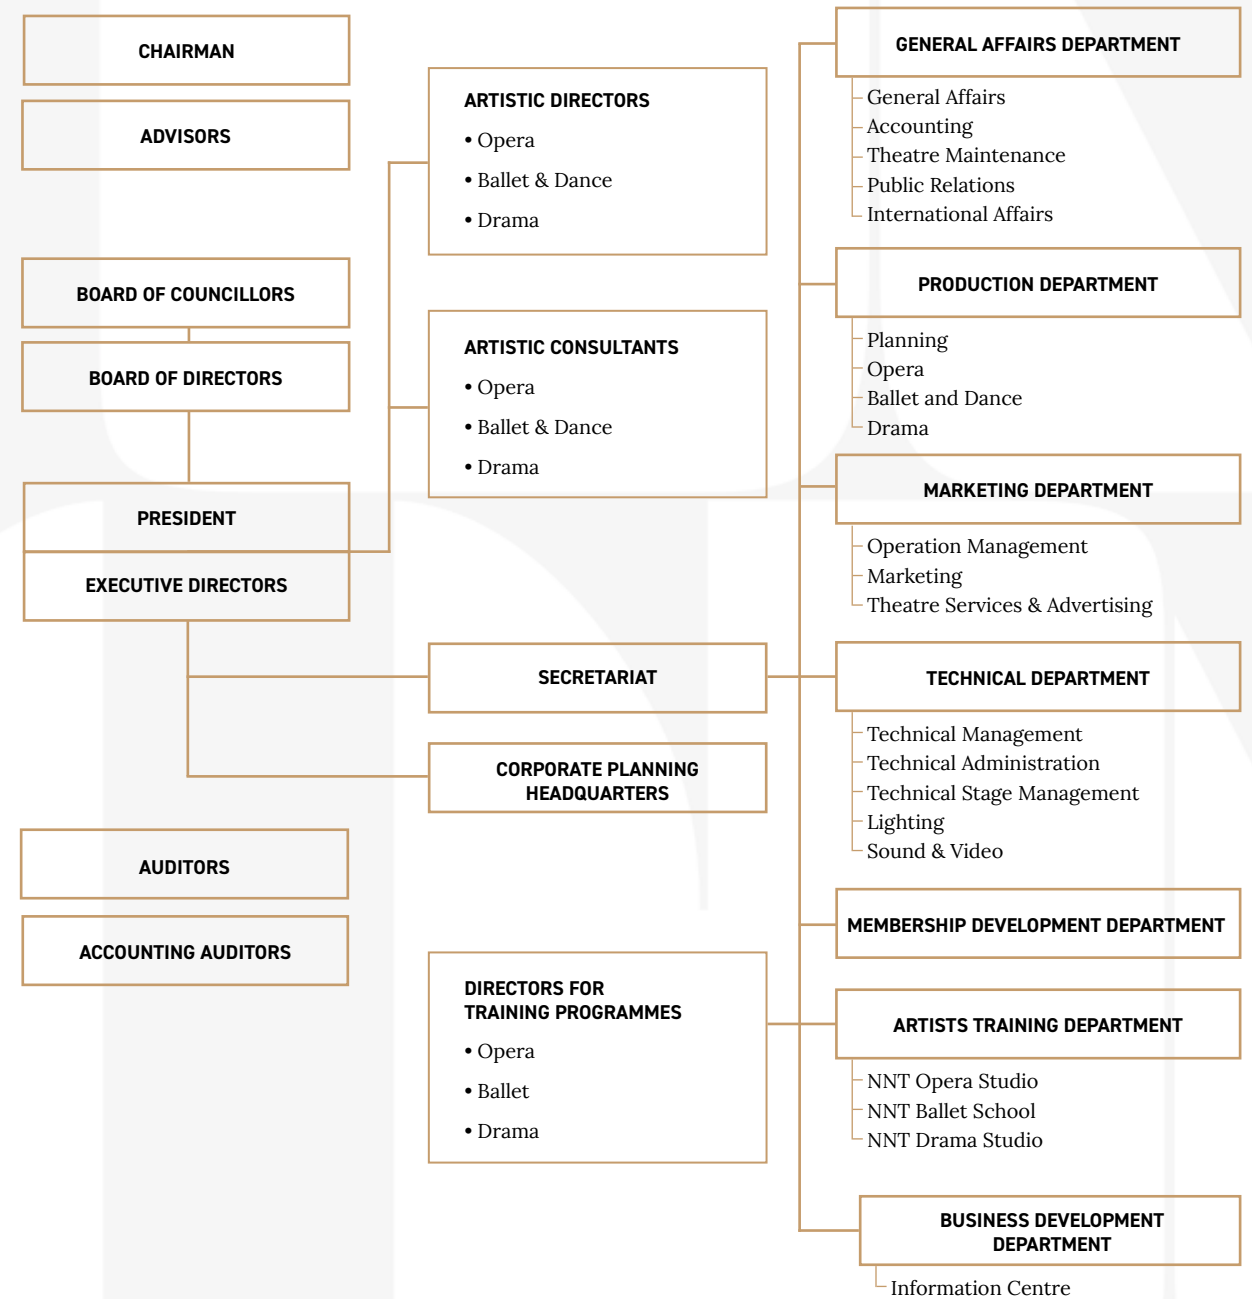 CHAIRMAN
ADVISORS
BOARD OF COUNCILLORS
BOARD OF DIRECTORS
PRESIDENT
EXECUTIVE DIRECTORS
AUDITORS
ACCOUNTING AUDITORS
ARTISTIC DIRECTORS
• Opera
• Ballet & Dance
• Drama
ARTISTIC CONSULTANTS
• Opera
• Ballet & Dance
• Drama
SECRETARIAT
CORPORATE PLANNING
HEADQUARTERS
DIRECTORS FOR
TRAINING PROGRAMMES
• Opera
• Ballet
• Drama
GENERAL AFFAIRS DEPARTMENT
General Affairs
Accounting
Theatre Maintenance
Public Relations
International Affairs
PRODUCTION DEPARTMENT
Planning
Opera
Ballet and Dance
Drama
MARKETING DEPARTMENT
Operation Management
Marketing
Theatre Services & Advertising
TECHNICAL DEPARTMENT
Technical Management
Technical Administration
Technical Stage Management
Lighting
Sound & Video
MEMBERSHIP DEVELOPMENT DEPARTMENT
ARTISTS TRAINING DEPARTMENT
NNT Opera Studio
NNT Ballet School
NNT Drama Studio
BUSINESS DEVELOPMENT
DEPARTMENT
Information Centre